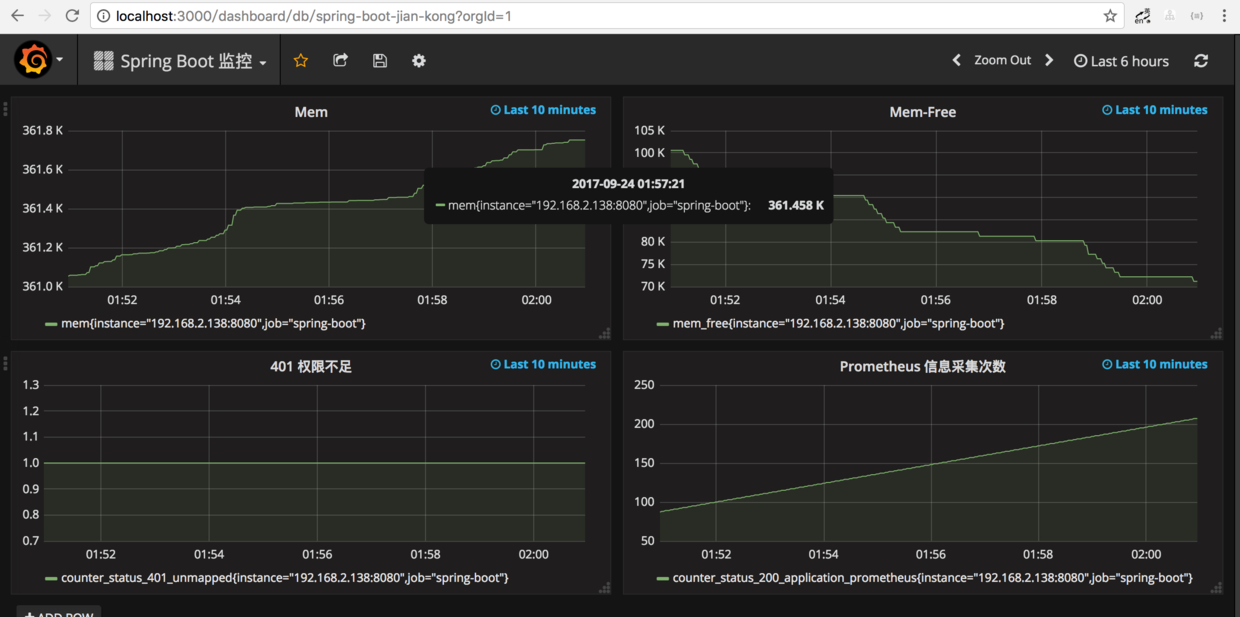 localhost:3000/dashboard/db/spring-boot-jian-kong?orgId=1
Spring Boot 监控
Zoom Out
Last 6 hours
Mem
Last 10 minutes
361.8 K
361.6 K
361.4 K
361.2 K
361.0 K
01:52 01:54 01:56 01:58 02:00
mem{instance="192.168.2.138:8080",job="spring-boot"}
2017-09-24 01:57:21
mem{instance="192.168.2.138:8080",job="spring-boot"}: 361.458 K
Mem-Free
Last 10 minutes
105 K
100 K
80 K
75 K
70 K
01:52 01:54 01:56 01:58 02:00
mem_free{instance="192.168.2.138:8080",job="spring-boot"}
401 权限不足
Last 10 minutes
1.3
1.2
1.1
1.0
0.9
0.8
0.7
01:52 01:54 01:56 01:58 02:00
counter_status_401_unmapped{instance="192.168.2.138:8080",job="spring-boot"}
Prometheus 信息采集次数
Last 10 minutes
250
200
150
100
50
01:52 01:54 01:56 01:58 02:00
counter_status_200_application_prometheus{instance="192.168.2.138:8080",job="spring-boot"}
+ ADD ROW